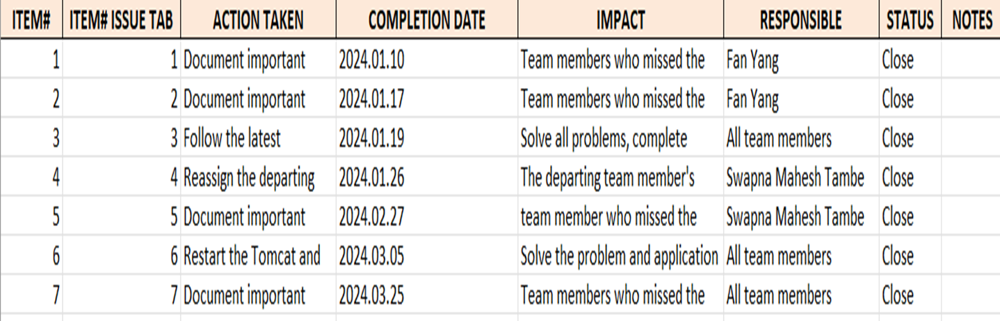 ITEM# ITEM# ISSUE TAB ACTION TAKEN COMPLETION DATE IMPACT RESPONSIBLE STATUS NOTES
1 1 Document important 2024.01.10 Team members who missed the Fan Yang Close
2 2 Document important 2024.01.17 Team members who missed the Fan Yang Close
3 3 Follow the latest 2024.01.19 Solve all problems, complete All team members Close
4 4 Reassign the departing 2024.01.26 The departing team member's Swapna Mahesh Tambe Close
5 5 Document important 2024.02.27 team member who missed the Swapna Mahesh Tambe Close
6 6 Restart the Tomcat and 2024.03.05 Solve the problem and application All team members Close
7 7 Document important 2024.03.25 Team members who missed the All team members Close